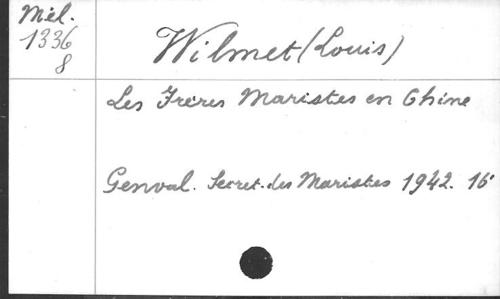 Mél.
1336
8
Wilmet (Louis)
Les Frères Maristes en Chine
Genval. Secret. des Maristes 1942. 16°